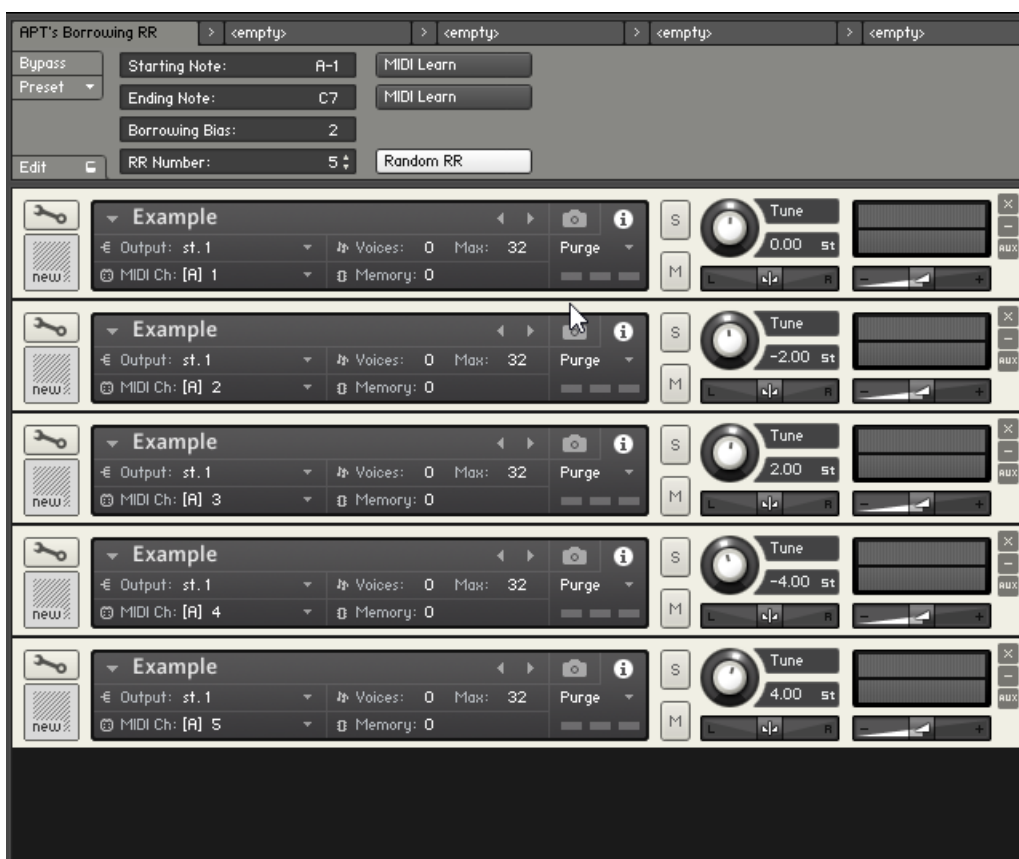 APT's Borrowing RR > <empty> > <empty> > <empty> > <empty>
Bypass Starting Note: A-1 MIDI Learn
Preset Ending Note: C7 MIDI Learn
Borrowing Bias: 2
Edit RR Number: 5 Random RR
Example i S Tune ×
Output: st.1 Voices: 0 Max: 32 Purge 0.00 st AUX
new MIDI Ch: [A] 1 Memory: 0 M L R - +
Example i S Tune ×
Output: st.1 Voices: 0 Max: 32 Purge -2.00 st AUX
new MIDI Ch: [A] 2 Memory: 0 M L R - +
Example i S Tune ×
Output: st.1 Voices: 0 Max: 32 Purge 2.00 st AUX
new MIDI Ch: [A] 3 Memory: 0 M L R - +
Example i S Tune ×
Output: st.1 Voices: 0 Max: 32 Purge -4.00 st AUX
new MIDI Ch: [A] 4 Memory: 0 M L R - +
Example i S Tune ×
Output: st.1 Voices: 0 Max: 32 Purge 4.00 st AUX
new MIDI Ch: [A] 5 Memory: 0 M L R - +